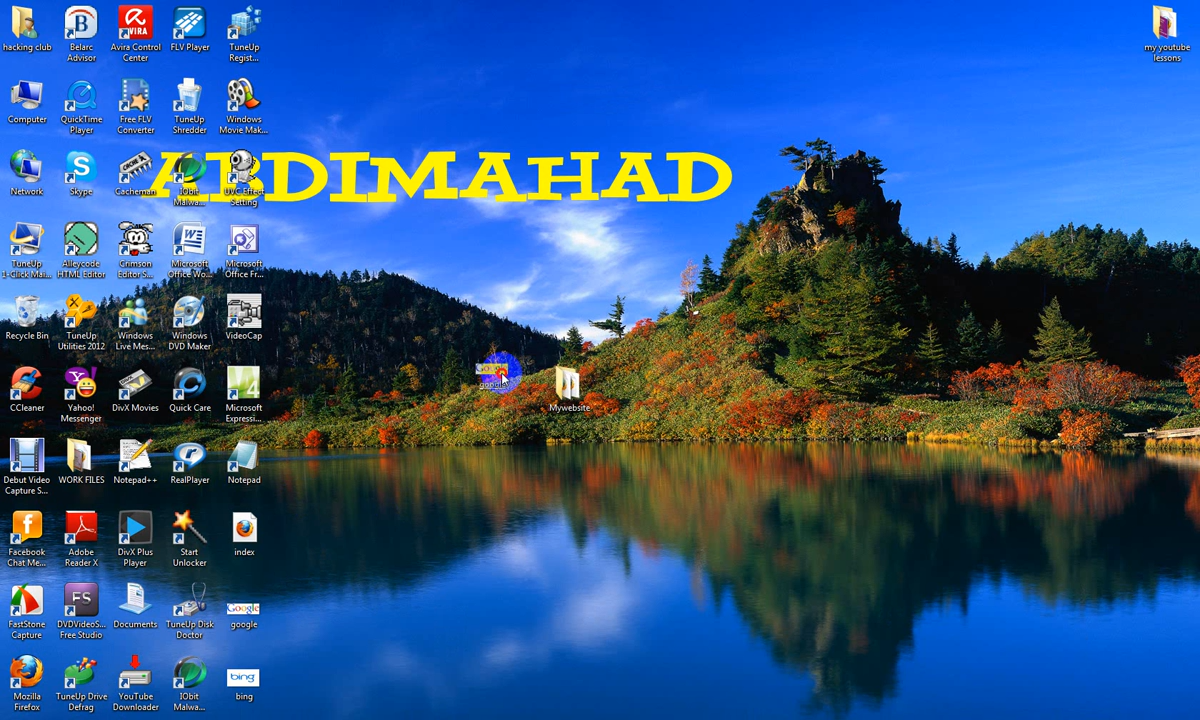 hacking club
Belarc
Advisor
Avira Control
Center
FLV Player
TuneUp
Regist...
my youtube
lessons
Computer
QuickTime
Player
Free FLV
Converter
TuneUp
Shredder
Windows
Movie Mak...
ABDIMAHAD
Network
Skype
Cacheman
IObit
Malwa...
UVC Effect
Setting
TuneUp
1-Click Mai...
Alleycode
HTML Editor
Crimson
Editor S...
Microsoft
Office Wo...
Microsoft
Office Fr...
Recycle Bin
TuneUp
Utilities 2012
Windows
Live Mes...
Windows
DVD Maker
VideoCap
CCleaner
Yahoo!
Messenger
DivX Movies
Quick Care
Microsoft
Expressi...
Mywebsite
Debut Video
Capture S...
WORK FILES
Notepad++
RealPlayer
Notepad
Facebook
Chat Me...
Adobe
Reader X
DivX Plus
Player
Start
Unlocker
index
FastStone
Capture
DVDVideoS...
Free Studio
Documents
TuneUp Disk
Doctor
Google
google
Mozilla
Firefox
TuneUp Drive
Defrag
YouTube
Downloader
IObit
Malwa...
bing
bing